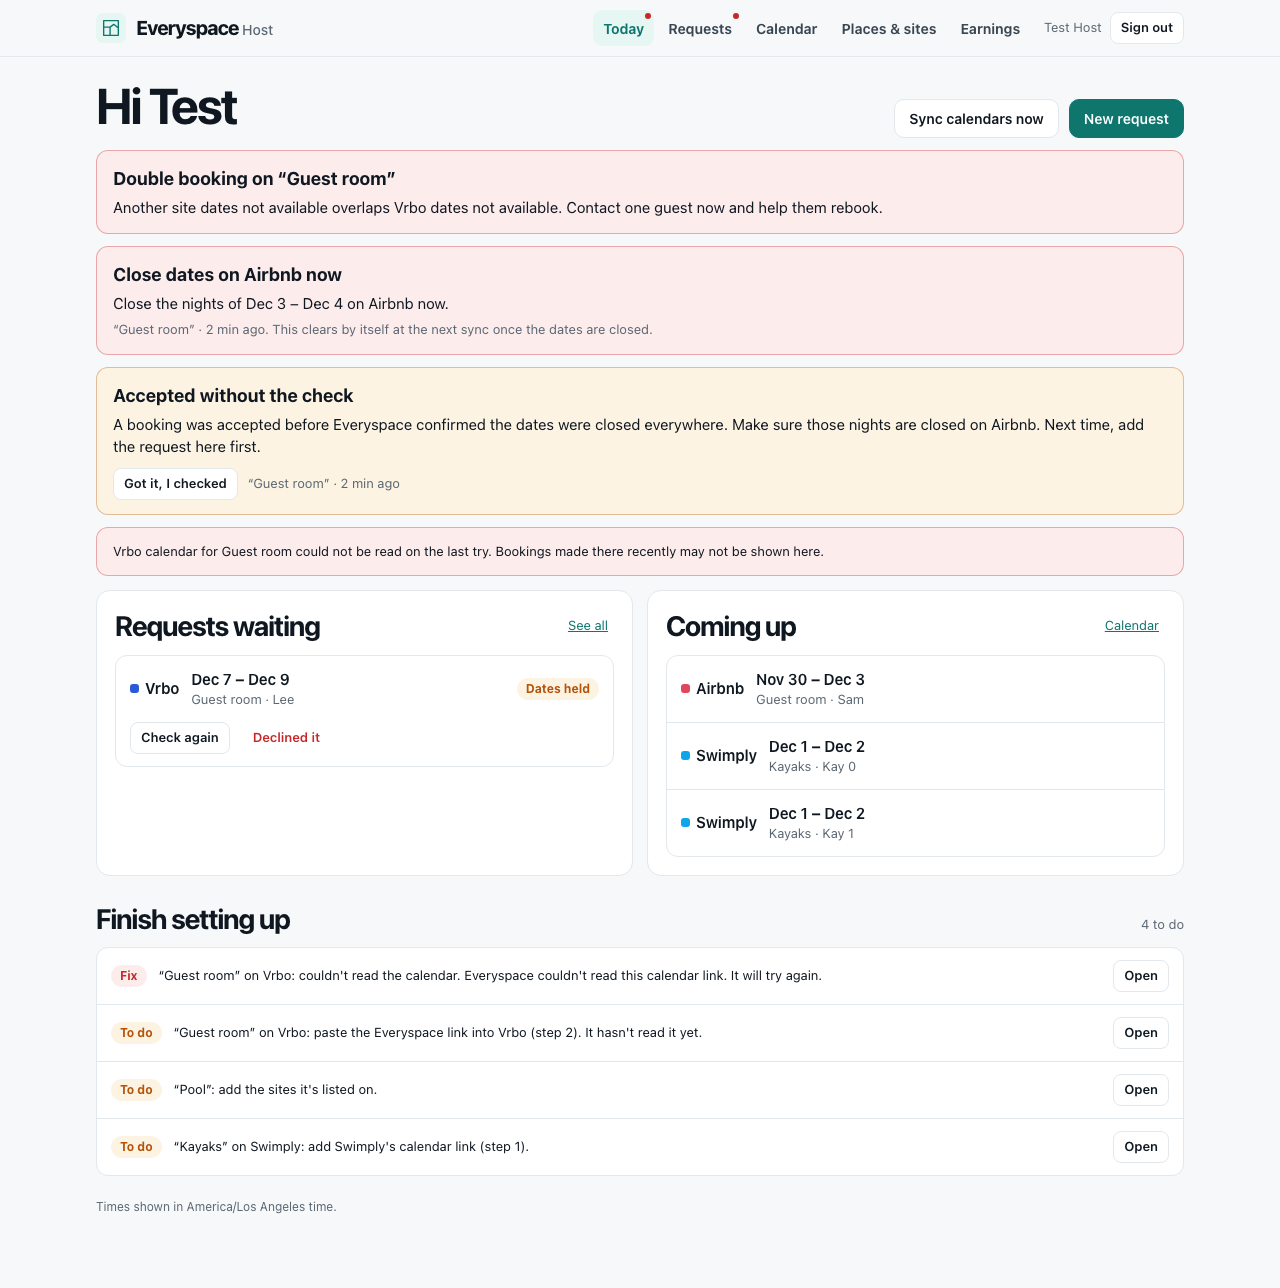 Everyspace Host
Today
Requests
Calendar
Places & sites
Earnings
Test Host
Sign out
Hi Test
Sync calendars now
New request
Double booking on “Guest room”
Another site dates not available overlaps Vrbo dates not available. Contact one guest now and help them rebook.
Close dates on Airbnb now
Close the nights of Dec 3 – Dec 4 on Airbnb now.
“Guest room” · 2 min ago. This clears by itself at the next sync once the dates are closed.
Accepted without the check
A booking was accepted before Everyspace confirmed the dates were closed everywhere. Make sure those nights are closed on Airbnb. Next time, add
the request here first.
Got it, I checked
“Guest room” · 2 min ago
Vrbo calendar for Guest room could not be read on the last try. Bookings made there recently may not be shown here.
Requests waiting
See all
Vrbo
Dec 7 – Dec 9
Guest room · Lee
Dates held
Check again
Declined it
Coming up
Calendar
Airbnb
Nov 30 – Dec 3
Guest room · Sam
Swimply
Dec 1 – Dec 2
Kayaks · Kay 0
Swimply
Dec 1 – Dec 2
Kayaks · Kay 1
Finish setting up
4 to do
Fix
“Guest room” on Vrbo: couldn't read the calendar. Everyspace couldn't read this calendar link. It will try again.
Open
To do
“Guest room” on Vrbo: paste the Everyspace link into Vrbo (step 2). It hasn't read it yet.
Open
To do
“Pool”: add the sites it's listed on.
Open
To do
“Kayaks” on Swimply: add Swimply's calendar link (step 1).
Open
Times shown in America/Los Angeles time.